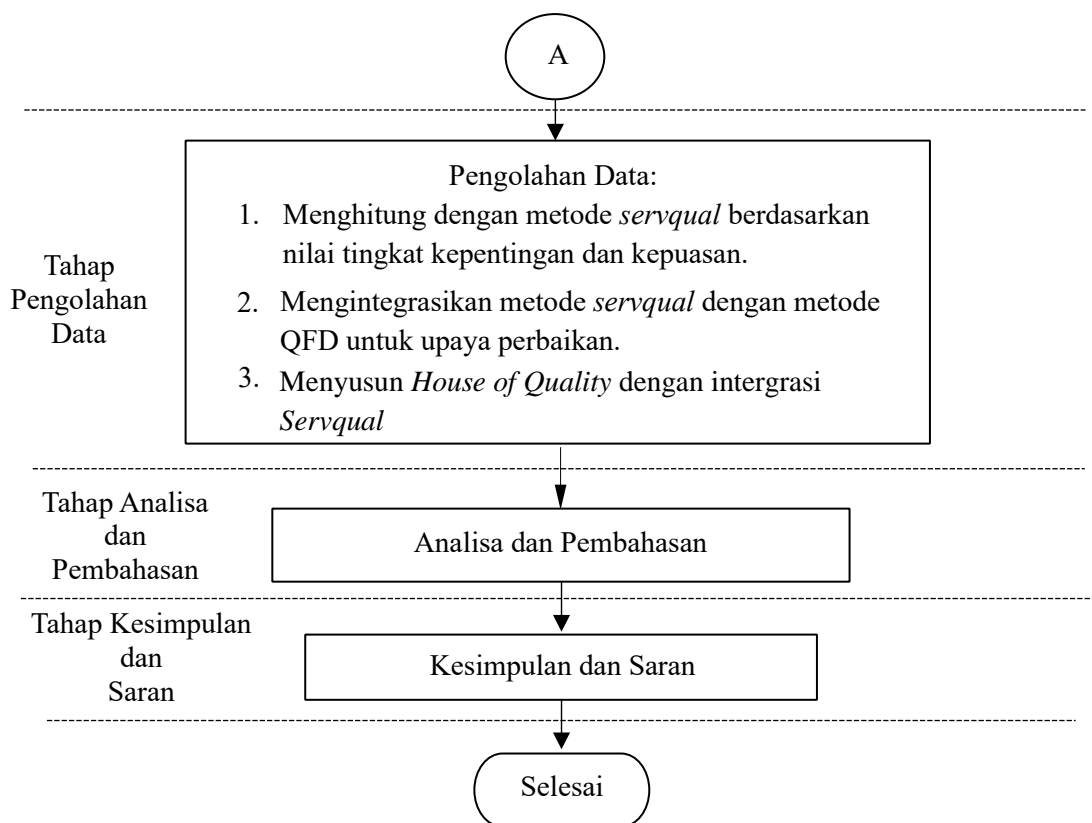 A
Tahap
Pengolahan
Data
Pengolahan Data:
1. Menghitung dengan metode servqual berdasarkan
nilai tingkat kepentingan dan kepuasan.
2. Mengintegrasikan metode servqual dengan metode
QFD untuk upaya perbaikan.
3. Menyusun House of Quality dengan intergrasi
Servqual
Tahap Analisa
dan
Pembahasan
Analisa dan Pembahasan
Tahap Kesimpulan
dan
Saran
Kesimpulan dan Saran
Selesai